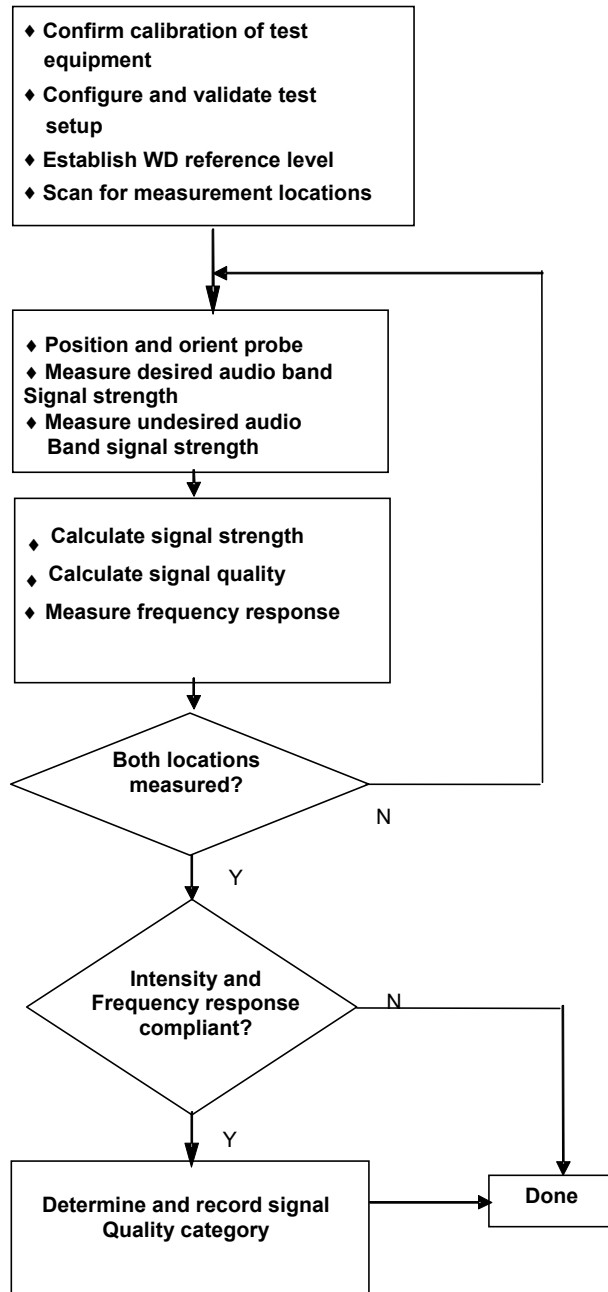 ♦ Confirm calibration of test
equipment
♦ Configure and validate test
setup
♦ Establish WD reference level
♦ Scan for measurement locations
♦ Position and orient probe
♦ Measure desired audio band
Signal strength
♦ Measure undesired audio
Band signal strength
♦ Calculate signal strength
♦ Calculate signal quality
♦ Measure frequency response
Both locations
measured?
N
Y
Intensity and
Frequency response
compliant?
N
Y
Determine and record signal
Quality category
Done